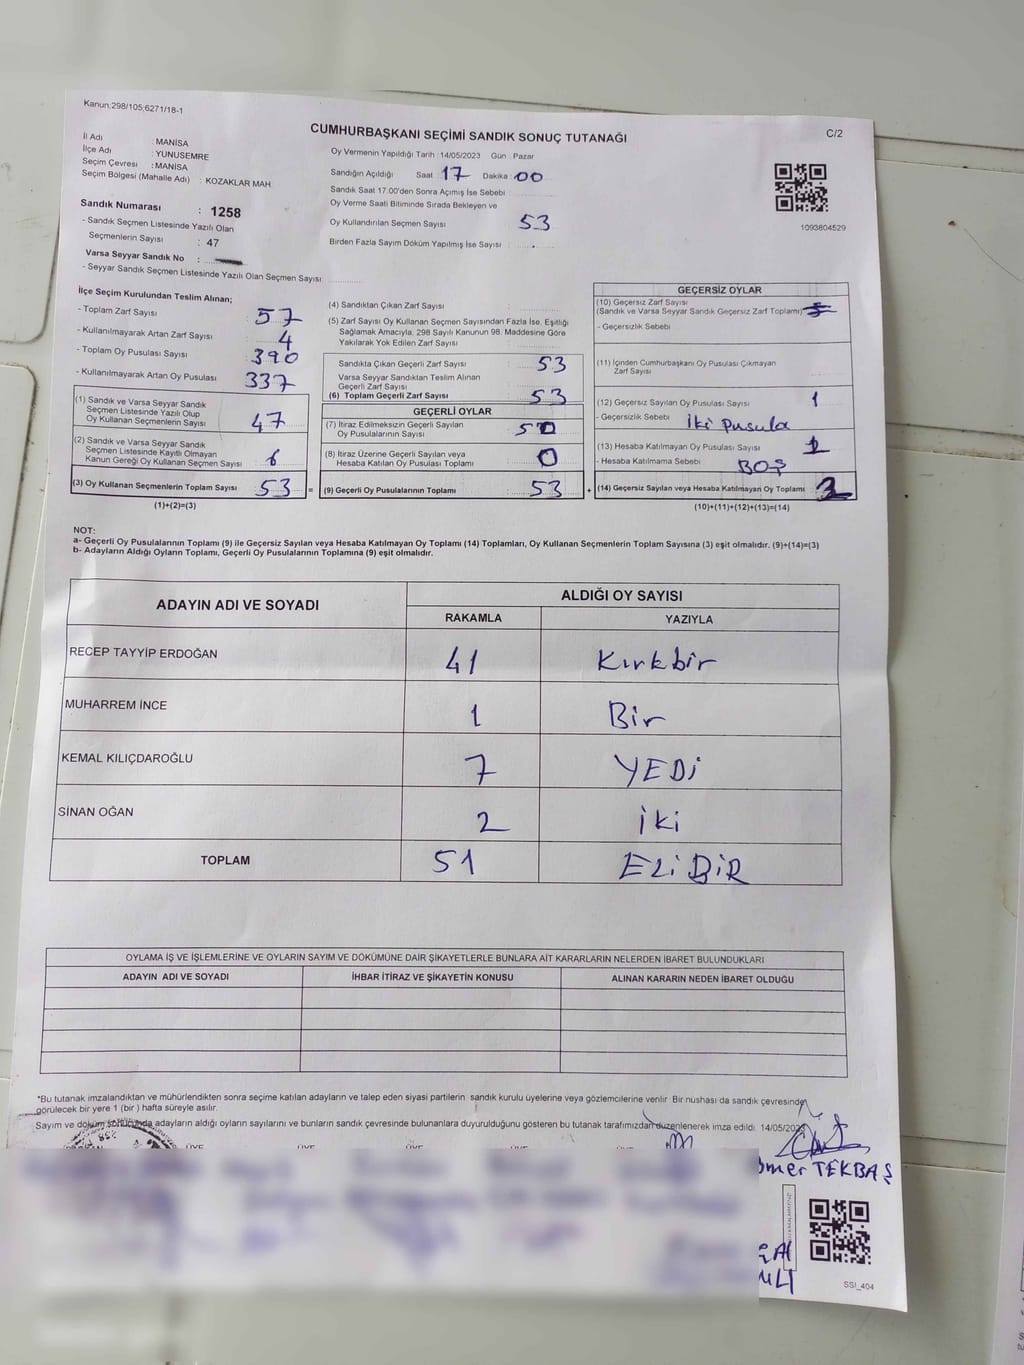 Kanun;298/105;6271/18-1
CUMHURBAŞKANI SEÇİMİ SANDIK SONUÇ TUTANAĞI
C/2
İl Adı : MANİSA
İlçe Adı : YUNUSEMRE
Seçim Çevresi : MANİSA
Seçim Bölgesi (Mahalle Adı) : KOZAKLAR MAH.
Sandık Numarası : 1258
- Sandık Seçmen Listesinde Yazılı Olan
Seçmenlerin Sayısı : 47
Varsa Seyyar Sandık No :
- Seyyar Sandık Seçmen Listesinde Yazılı Olan Seçmen Sayısı
Oy Vermenin Yapıldığı Tarih :14/05/2023 Gün : Pazar
Sandığın Açıldığı Saat 17 Dakika 00
Sandık Saat 17:00'den Sonra Açımış İse Sebebi
Oy Verme Saati Bitiminde Sırada Bekleyen ve
Oy Kullandırılan Seçmen Sayısı 53
Birden Fazla Sayım Döküm Yapılmış İse Sayısı
1093804529
İlçe Seçim Kurulundan Teslim Alınan;
- Toplam Zarf Sayısı : 57
- Kullanılmayarak Artan Zarf Sayısı 4
- Toplam Oy Pusulası Sayısı 390
- Kullanılmayarak Artan Oy Pusulası 337
(1) Sandık ve Varsa Seyyar Sandık
Seçmen Listesinde Yazılı Olup
Oy Kullanan Seçmenlerin Sayısı 47
(2) Sandık ve Varsa Seyyar Sandık
Seçmen Listesinde Kayıtlı Olmayan
Kanun Gereği Oy Kullanan Seçmen Sayısı 6
(3) Oy Kullanan Seçmenlerin Toplam Sayısı 53 =
(1)+(2)=(3)
(4) Sandıktan Çıkan Zarf Sayısı
(5) Zarf Sayısı Oy Kullanan Seçmen Sayısından Fazla İse, Eşitliği
Sağlamak Amacıyla, 298 Sayılı Kanunun 98. Maddesine Göre
Yakılarak Yok Edilen Zarf Sayısı
Sandıkta Çıkan Geçerli Zarf Sayısı : 53
Varsa Seyyar Sandıktan Teslim Alınan
Geçerli Zarf Sayısı
(6) Toplam Geçerli Zarf Sayısı : 53
GEÇERLİ OYLAR
(7) İtiraz Edilmeksizin Geçerli Sayılan
Oy Pusulalarının Sayısı
(8) İtiraz Üzerine Geçerli Sayılan veya
Hesaba Katılan Oy Pusulası Toplamı 0
(9) Geçerli Oy Pusulalarının Toplamı : 53 +
GEÇERSİZ OYLAR
(10) Geçersiz Zarf Sayısı
(Sandık ve Varsa Seyyar Sandık Geçersiz Zarf Toplamı)
- Geçersizlik Sebebi
(11) İçinden Cumhurbaşkanı Oy Pusulası Çıkmayan
Zarf Sayısı
(12) Geçersiz Sayılan Oy Pusulası Sayısı 1
- Geçersizlik Sebebi İki Pusula
(13) Hesaba Katılmayan Oy Pusulası Sayısı
- Hesaba Katılmama Sebebi BOŞ
(14) Geçersiz Sayılan veya Hesaba Katılmayan Oy Toplamı :
(10)+(11)+(12)+(13)=(14)
NOT:
a- Geçerli Oy Pusulalarının Toplamı (9) ile Geçersiz Sayılan veya Hesaba Katılmayan Oy Toplamı (14) Toplamları, Oy Kullanan Seçmenlerin Toplam Sayısına (3) eşit olmalıdır. (9)+(14)=(3)
b- Adayların Aldığı Oyların Toplamı, Geçerli Oy Pusulalarının Toplamına (9) eşit olmalıdır.
ADAYIN ADI VE SOYADI ALDIĞI OY SAYISI
RAKAMLA YAZIYLA
RECEP TAYYİP ERDOĞAN 41 Kırkbir
MUHARREM İNCE 1 Bir
KEMAL KILIÇDAROĞLU 7 YEDİ
SİNAN OĞAN 2 İki
TOPLAM 51 ELLİBİR
OYLAMA İŞ VE İŞLEMLERİNE VE OYLARIN SAYIM VE DÖKÜMÜNE DAİR ŞİKAYETLERLE BUNLARA AİT KARARLARIN NELERDEN İBARET BULUNDUKLARI
ADAYIN ADI VE SOYADI İHBAR İTİRAZ VE ŞİKAYETİN KONUSU ALINAN KARARIN NEDEN İBARET OLDUĞU
*Bu tutanak imzalandıktan ve mühürlendikten sonra seçime katılan adayların ve talep eden siyasi partilerin sandık kurulu üyelerine veya gözlemcilerine verilir. Bir nüshası da sandık çevresinde
görülecek bir yere 1 (bir ) hafta süreyle asılır.
Sayım ve döküm sonucunda adayların aldığı oyların sayılarını ve bunların sandık çevresinde bulunanlara duyurulduğunu gösteren bu tutanak tarafımızdan düzenlenerek imza edildi. 14/05/2023
ÜYE ÜYE ÜYE ÜYE
Ömer TEKBAŞ
SSI_404